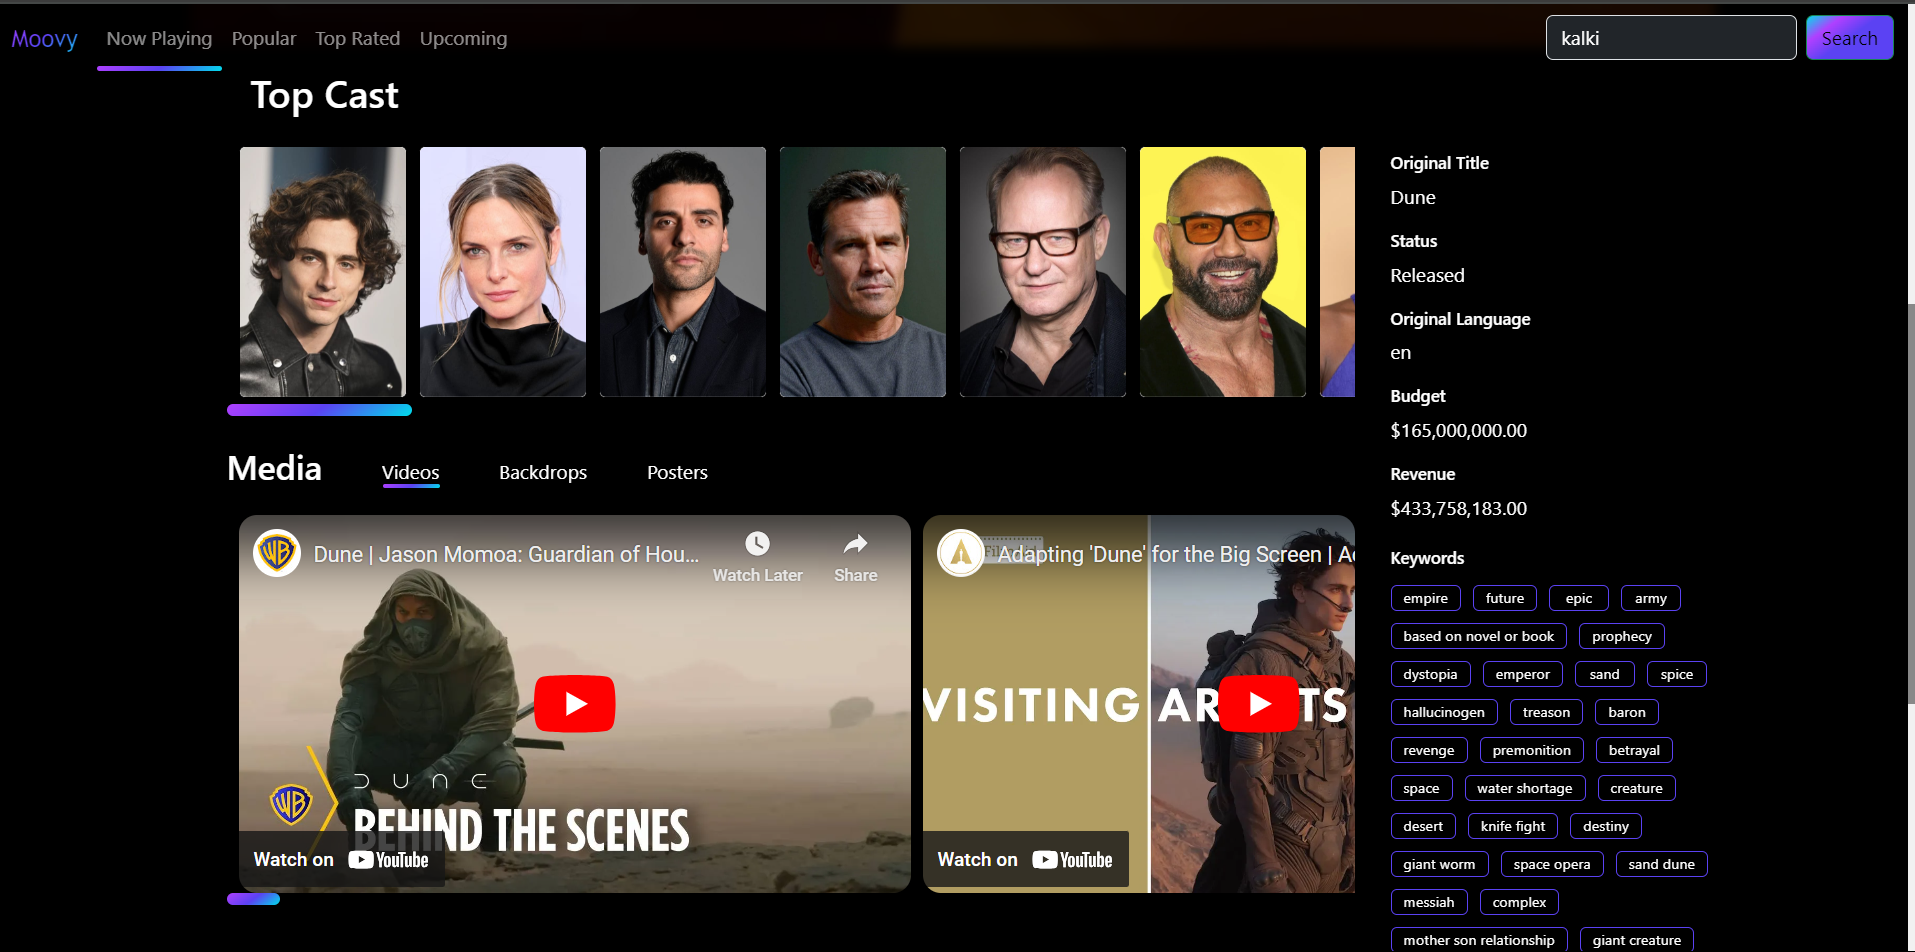 Moovy Now Playing Popular Top Rated Upcoming kalki Search
Top Cast
Original Title
Dune
Status
Released
Original Language
en
Budget
$165,000,000.00
Revenue
$433,758,183.00
Media Videos Backdrops Posters
WB Dune | Jason Momoa: Guardian of Hou... Watch Later Share
DUNE
WB BEHIND THE SCENES
Watch on YouTube
Adapting 'Dune' for the Big Screen | Ac
VISITING AR TS
Watch on YouTube
Keywords
empire future epic army
based on novel or book prophecy
dystopia emperor sand spice
hallucinogen treason baron
revenge premonition betrayal
space water shortage creature
desert knife fight destiny
giant worm space opera sand dune
messiah complex
mother son relationship giant creature